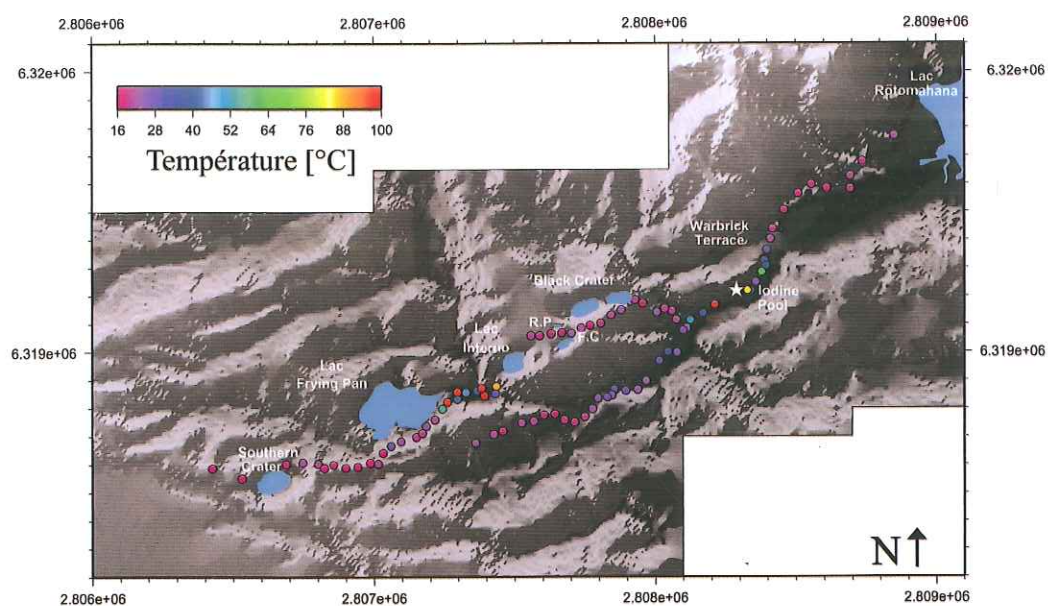 2.806e+06 2.807e+06 2.808e+06 2.809e+06
6.32e+06 6.32e+06
16 28 40 52 64 76 88 100
Température [°C]
Lac
Rotomahana
Warbrick
Terrace
Black Crater
Iodine
Pool
R.P
F.C
Lac
Inferno
6.319e+06 6.319e+06
Lac
Frying Pan
Southern
Crater
N
2.806e+06 2.807e+06 2.808e+06 2.809e+06